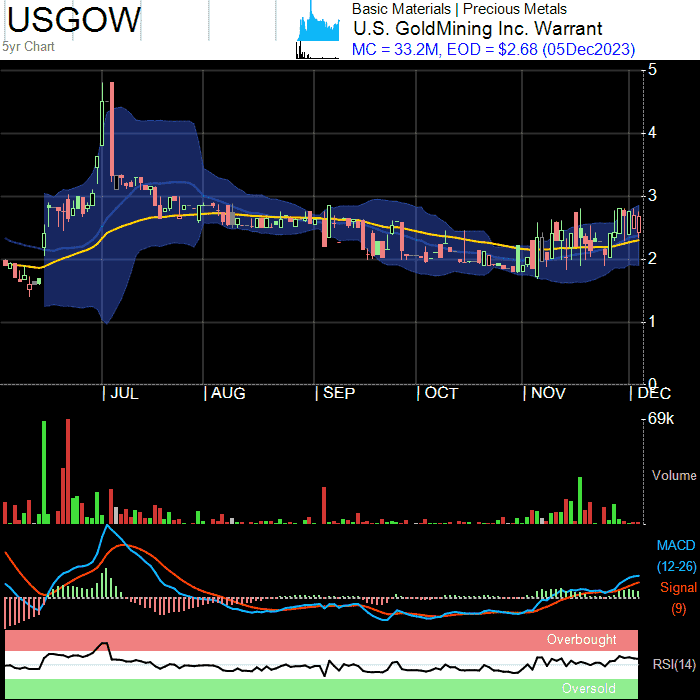 USGOW
5yr Chart
Basic Materials | Precious Metals
U.S. GoldMining Inc. Warrant
MC = 33.2M, EOD = $2.68 (05Dec2023)
5
4
3
2
1
0
| JUL | AUG | SEP | OCT | NOV | DEC
69k
Volume
MACD
(12-26)
Signal
(9)
Overbought
RSI(14)
Oversold